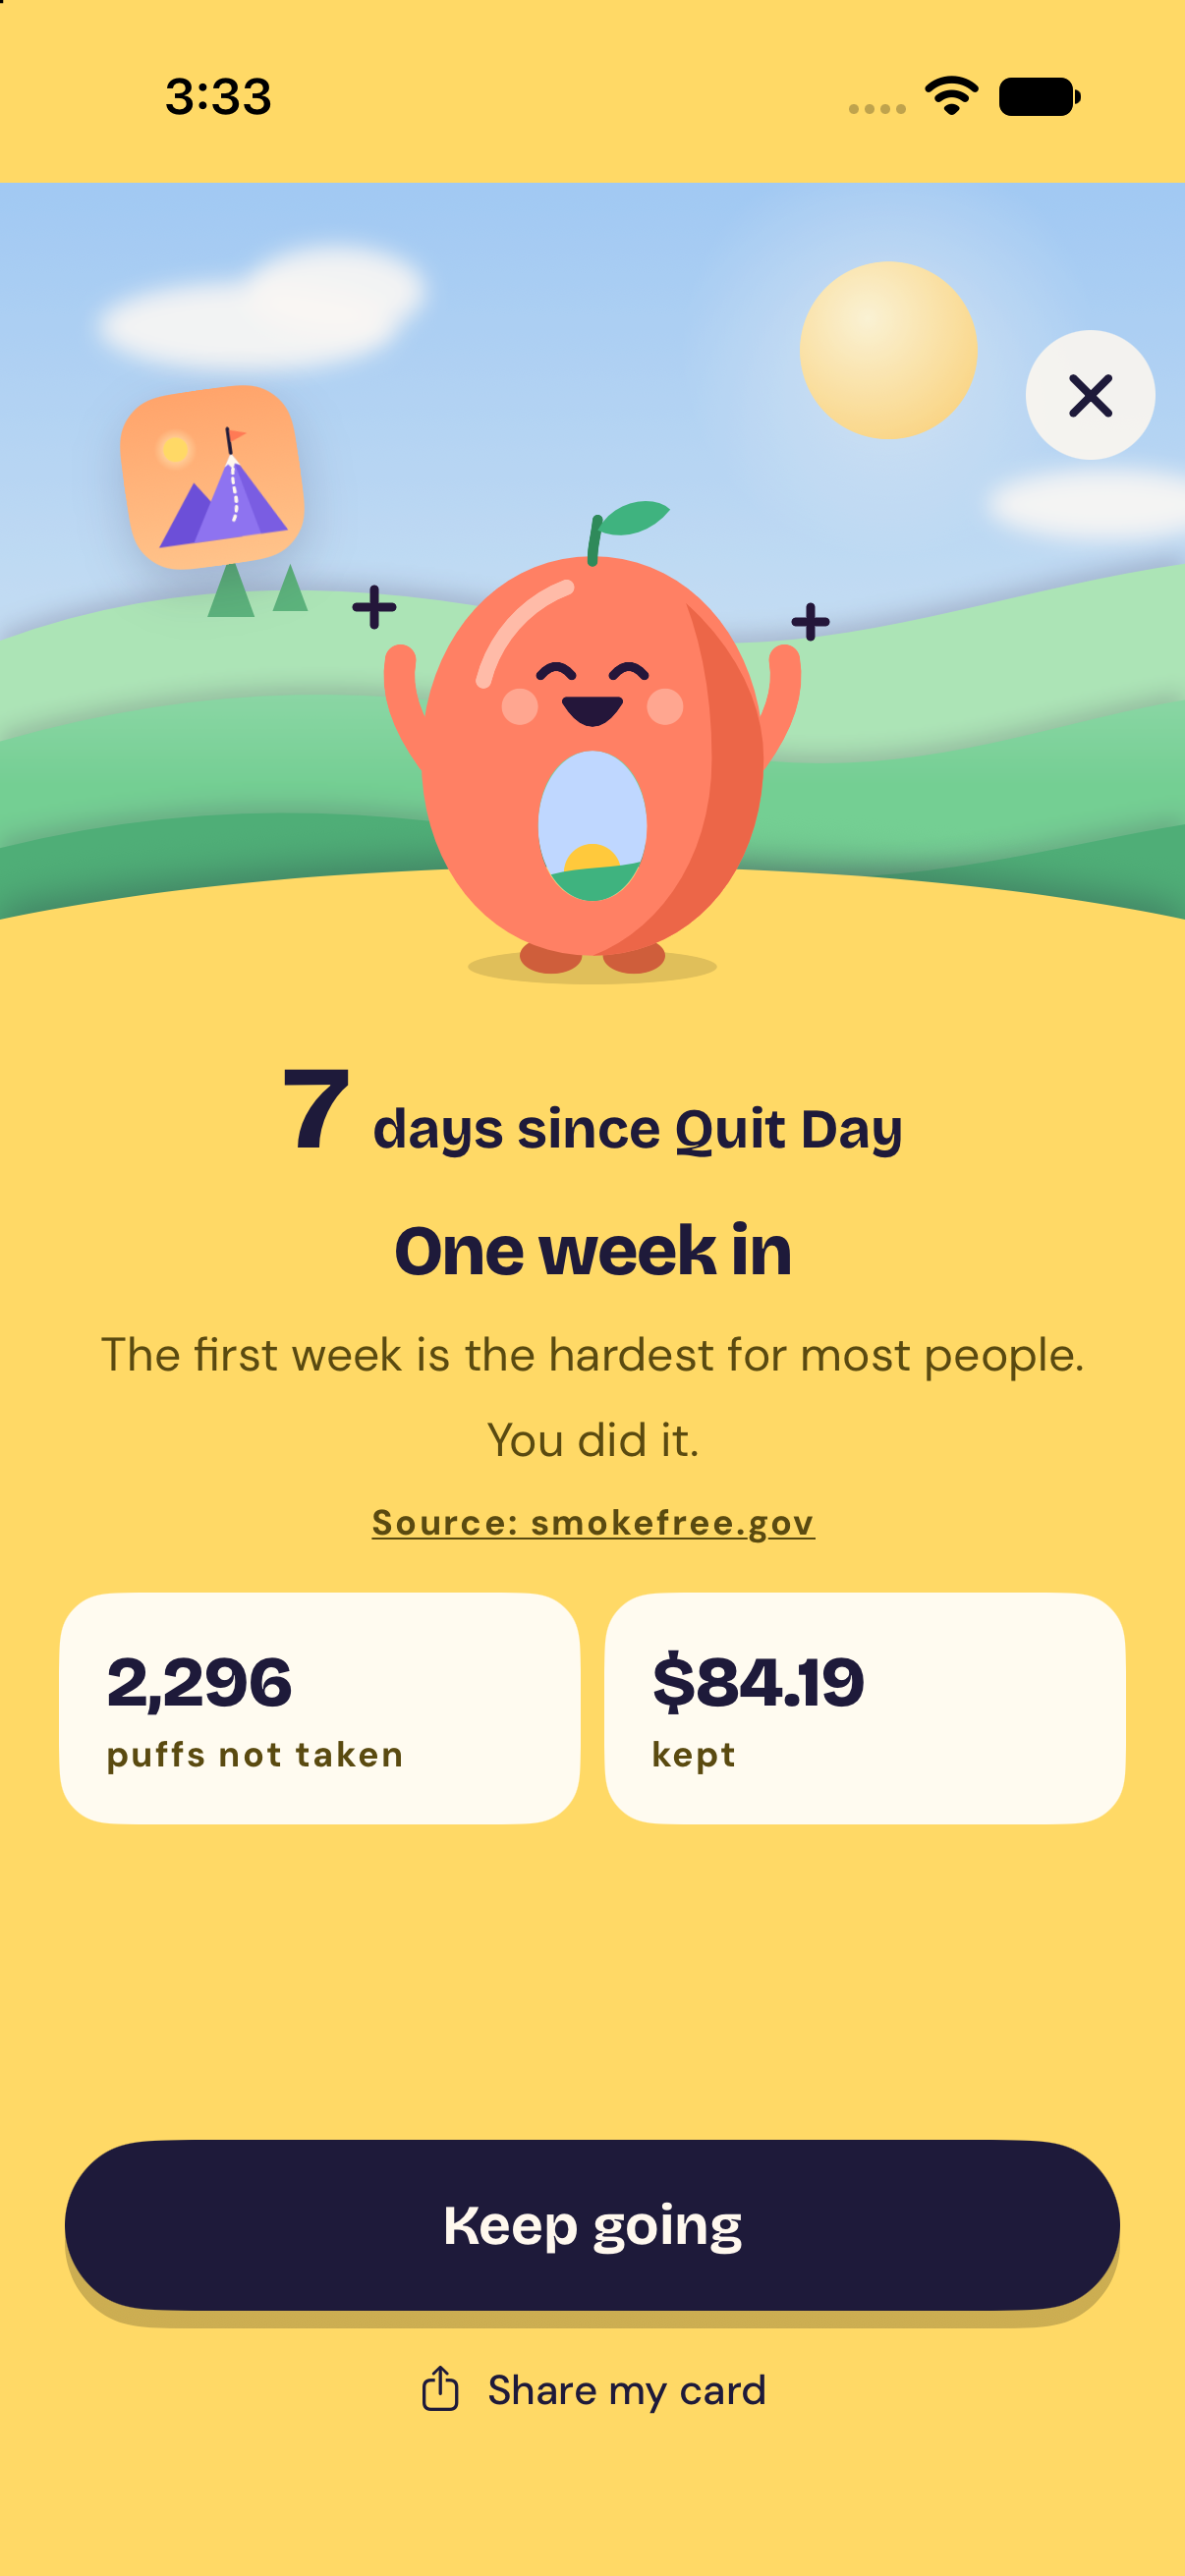 3:33
7 days since Quit Day
One week in
The first week is the hardest for most people.
You did it.
Source: smokefree.gov
2,296
puffs not taken
$84.19
kept
Keep going
Share my card